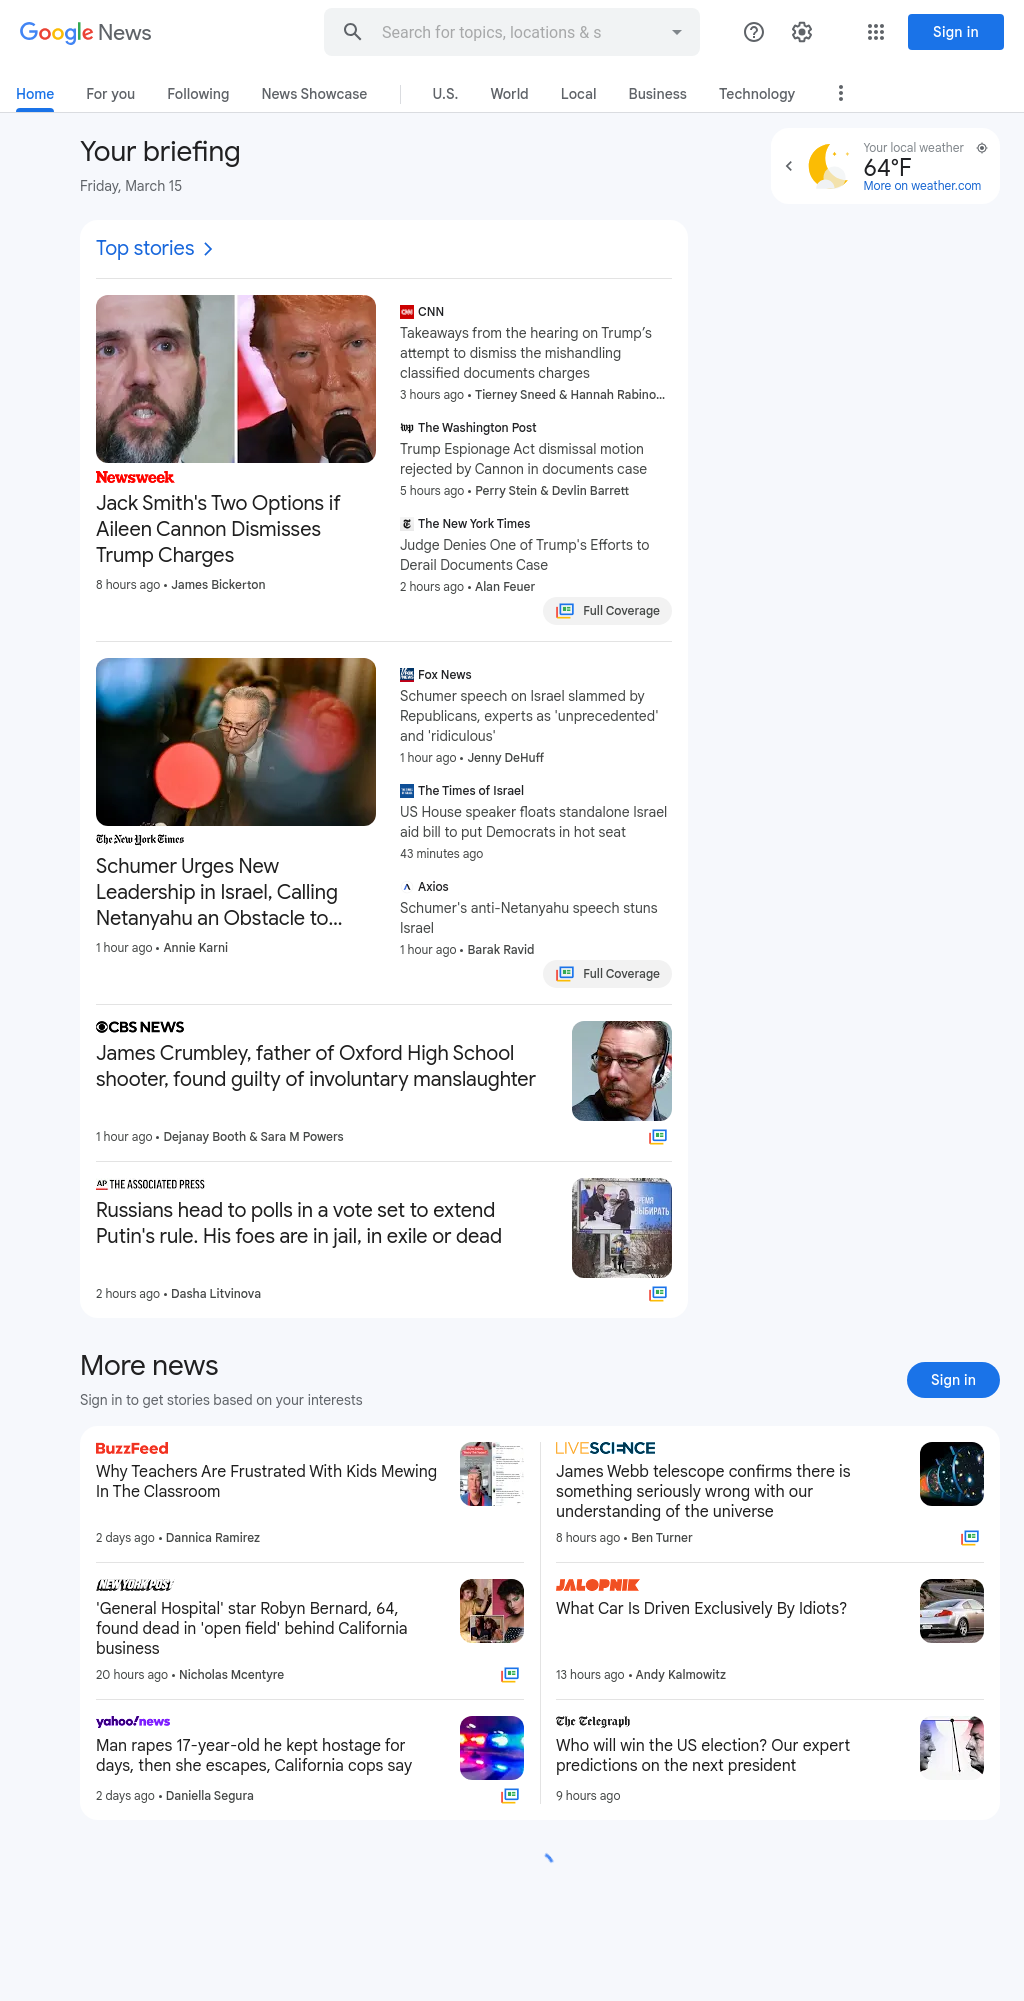 Google News
Search for topics, locations & s
Sign in
Home
For you
Following
News Showcase
U.S.
World
Local
Business
Technology
Your briefing
Friday, March 15
Your local weather
64°F
More on weather.com
Top stories
Newsweek
Jack Smith's Two Options if
Aileen Cannon Dismisses
Trump Charges
8 hours ago • James Bickerton
CNN
Takeaways from the hearing on Trump’s
attempt to dismiss the mishandling
classified documents charges
3 hours ago • Tierney Sneed & Hannah Rabino...
The Washington Post
Trump Espionage Act dismissal motion
rejected by Cannon in documents case
5 hours ago • Perry Stein & Devlin Barrett
The New York Times
Judge Denies One of Trump's Efforts to
Derail Documents Case
2 hours ago • Alan Feuer
Full Coverage
The New York Times
Schumer Urges New
Leadership in Israel, Calling
Netanyahu an Obstacle to...
1 hour ago • Annie Karni
Fox News
Schumer speech on Israel slammed by
Republicans, experts as 'unprecedented'
and 'ridiculous'
1 hour ago • Jenny DeHuff
The Times of Israel
US House speaker floats standalone Israel
aid bill to put Democrats in hot seat
43 minutes ago
Axios
Schumer's anti-Netanyahu speech stuns
Israel
1 hour ago • Barak Ravid
Full Coverage
CBS NEWS
James Crumbley, father of Oxford High School
shooter, found guilty of involuntary manslaughter
1 hour ago • Dejanay Booth & Sara M Powers
AP THE ASSOCIATED PRESS
Russians head to polls in a vote set to extend
Putin's rule. His foes are in jail, in exile or dead
2 hours ago • Dasha Litvinova
More news
Sign in to get stories based on your interests
Sign in
BuzzFeed
Why Teachers Are Frustrated With Kids Mewing
In The Classroom
2 days ago • Dannica Ramirez
LIVESCIENCE
James Webb telescope confirms there is
something seriously wrong with our
understanding of the universe
8 hours ago • Ben Turner
NEW YORK POST
'General Hospital' star Robyn Bernard, 64,
found dead in 'open field' behind California
business
20 hours ago • Nicholas Mcentyre
JALOPNIK
What Car Is Driven Exclusively By Idiots?
13 hours ago • Andy Kalmowitz
yahoo!news
Man rapes 17-year-old he kept hostage for
days, then she escapes, California cops say
2 days ago • Daniella Segura
The Telegraph
Who will win the US election? Our expert
predictions on the next president
9 hours ago